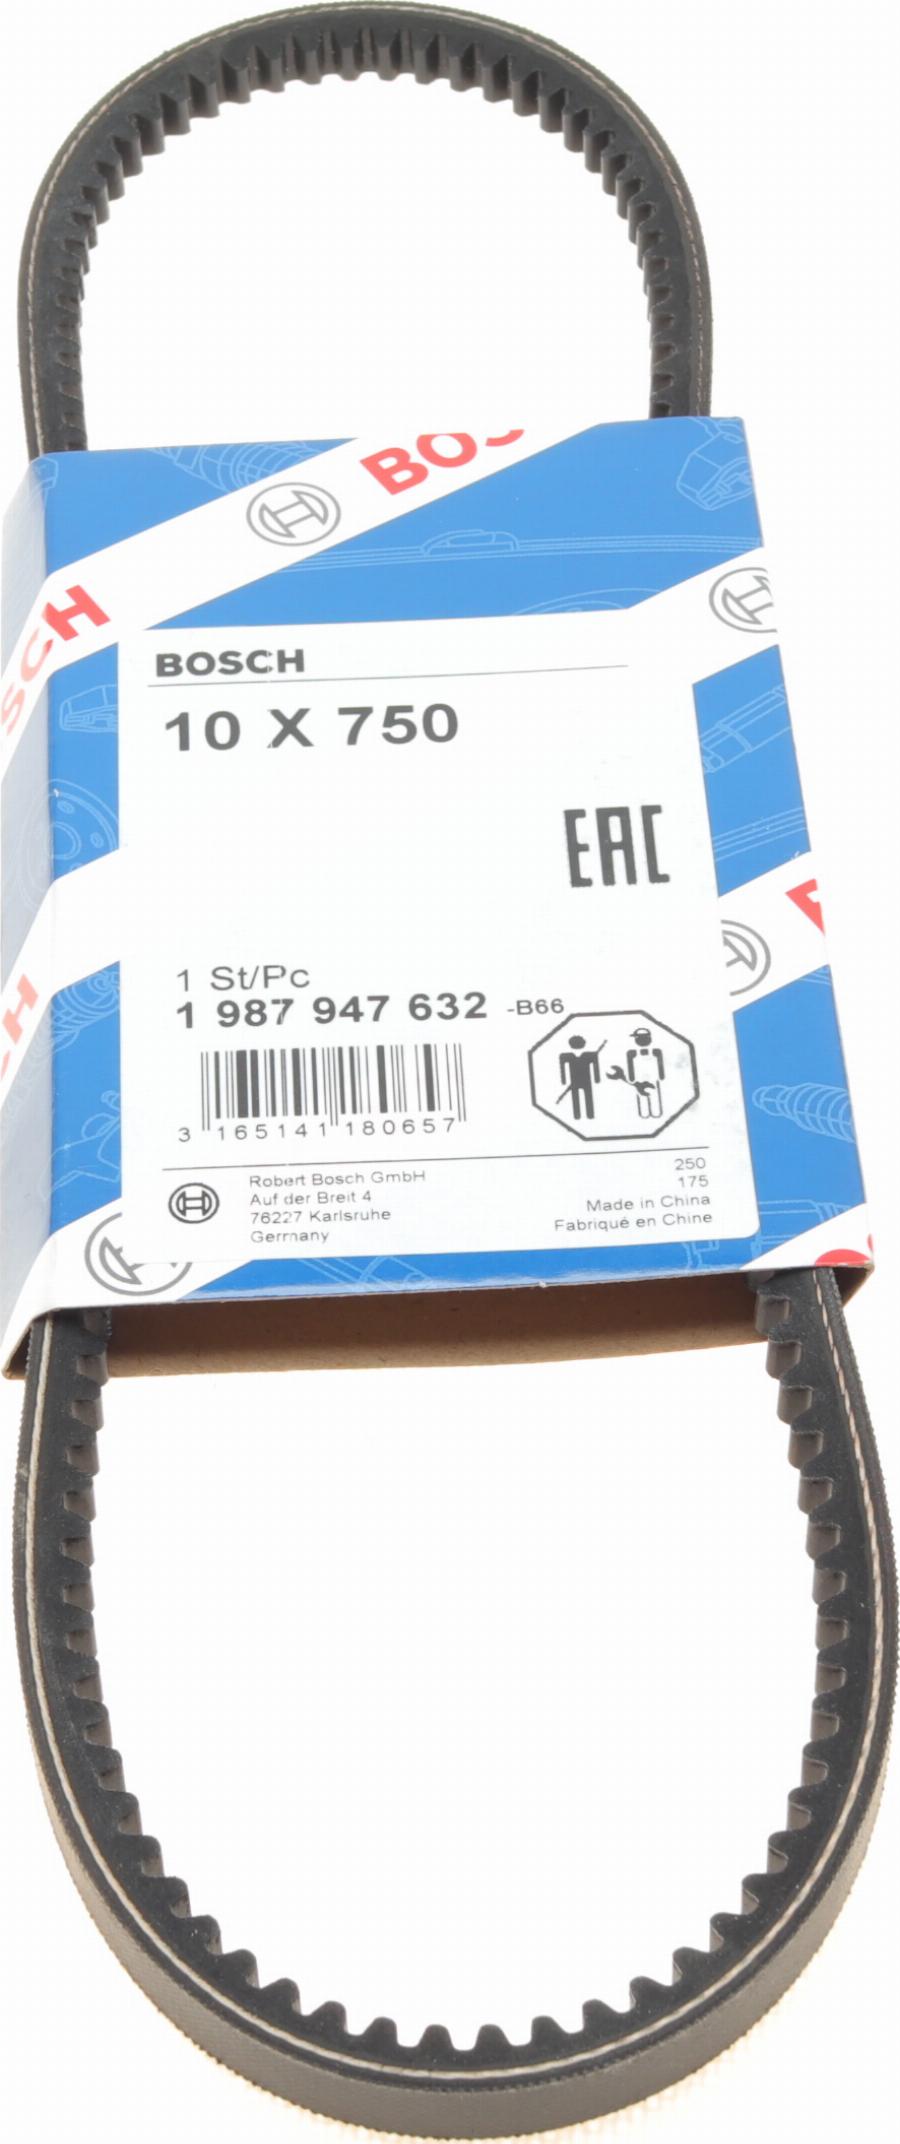 BOSCH
BOSCH
10 X 750
EAC
1 St/Pc
1 987 947 632 -B66
3 165141 180657
Robert Bosch GmbH
Auf der Breit 4
76227 Karlsruhe
Germany
250
175
Made in China
Fabriqué en Chine